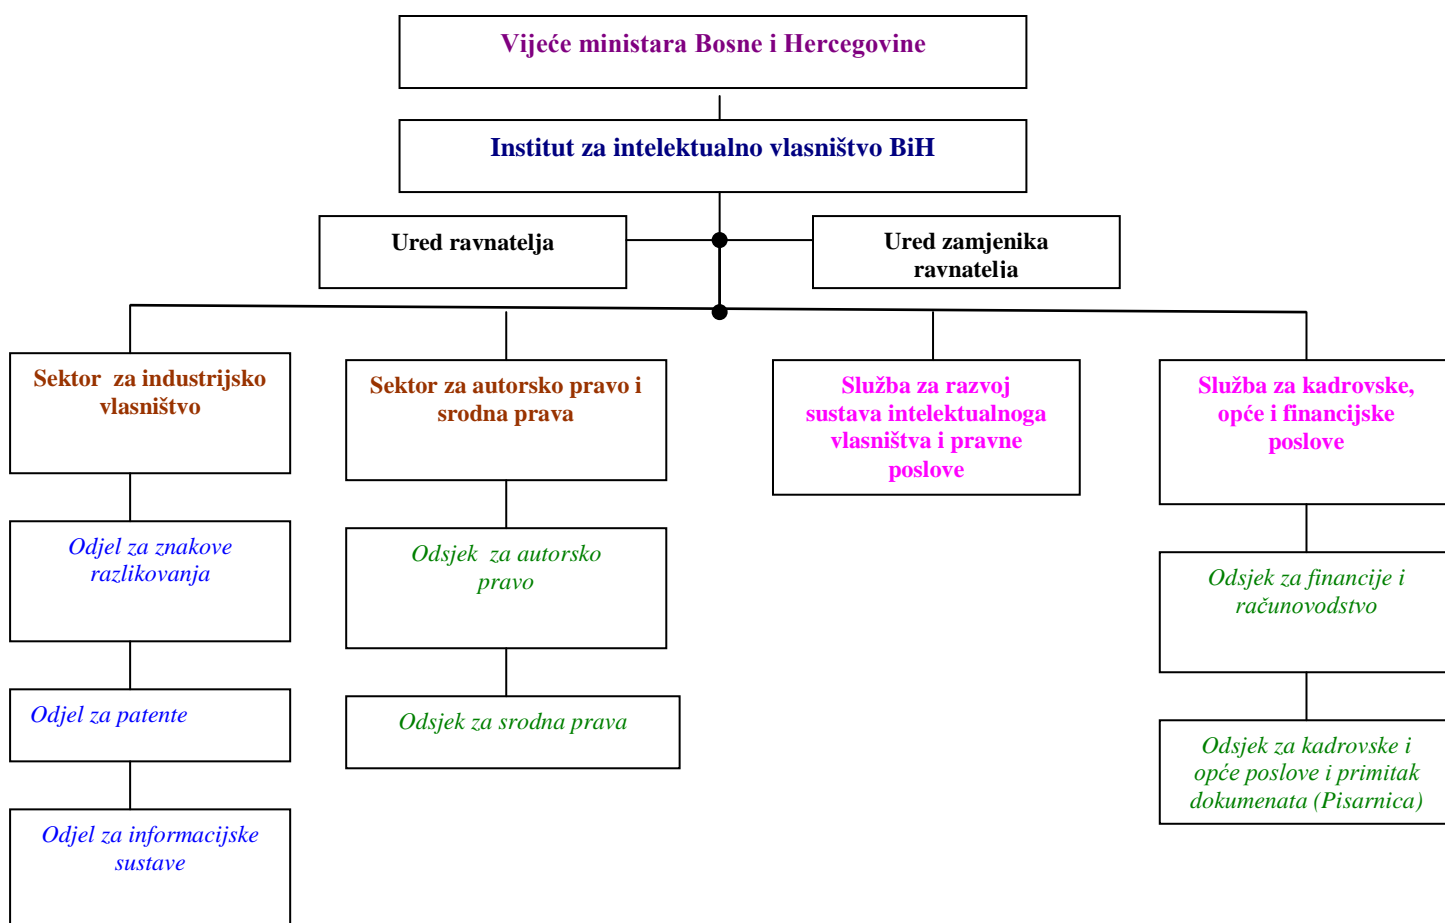 Vijeće ministara Bosne i Hercegovine
Institut za intelektualno vlasništvo BiH
Ured ravnatelja
Ured zamjenika
ravnatelja
Sektor za industrijsko
vlasništvo
Sektor za autorsko pravo i
srodna prava
Služba za razvoj
sustava intelektualnoga
vlasništva i pravne
poslove
Služba za kadrovske,
opće i financijske
poslove
Odjel za znakove
razlikovanja
Odsjek za autorsko
pravo
Odsjek za financije i
računovodstvo
Odjel za patente
Odsjek za srodna prava
Odsjek za kadrovske i
opće poslove i primitak
dokumenata (Pisarnica)
Odjel za informacijske
sustave